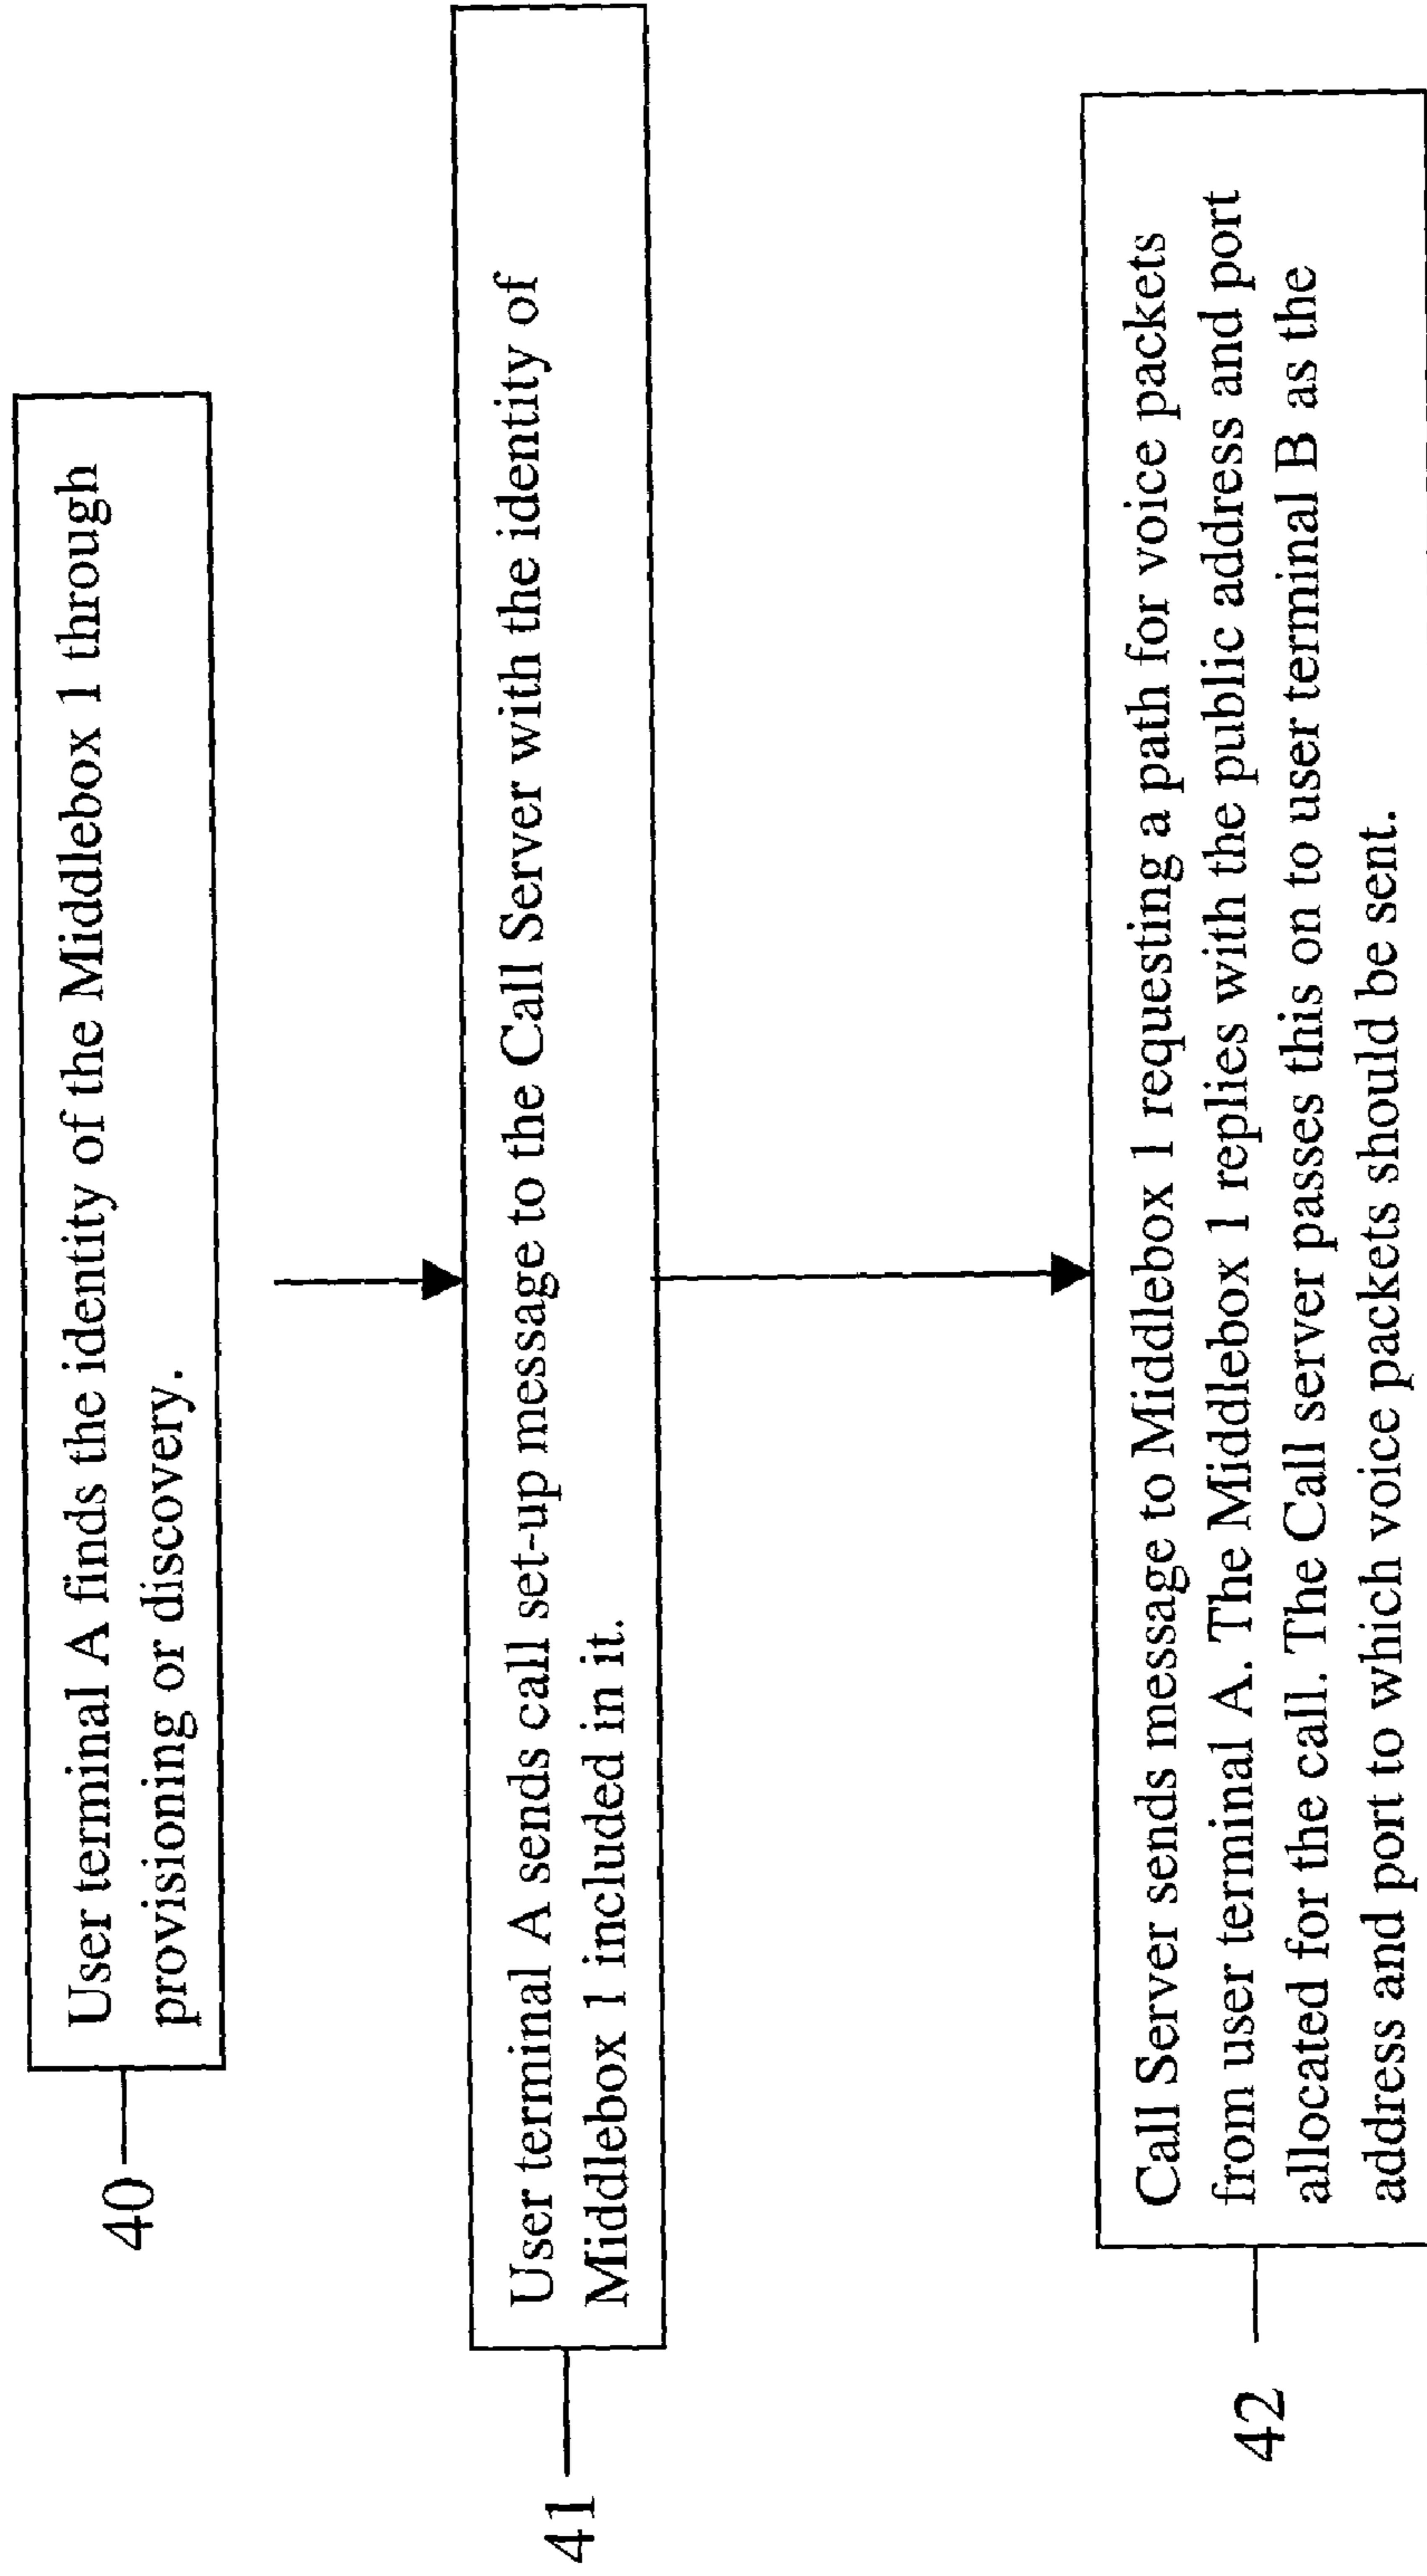 40
User terminal A finds the identity of the Middlebox 1 through
provisioning or discovery.
41
User terminal A sends call set-up message to the Call Server with the identity of
Middlebox 1 included in it.
42
Call Server sends message to Middlebox 1 requesting a path for voice packets
from user terminal A. The Middlebox 1 replies with the public address and port
allocated for the call. The Call server passes this on to user terminal B as the
address and port to which voice packets should be sent.